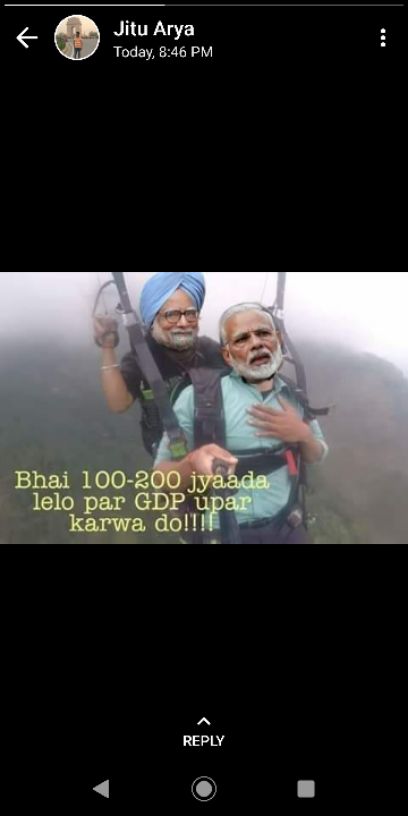 Jitu Arya
Today, 8:46 PM
Bhai 100-200 jyaada
lelo par GDP upar
karwa do!!!!
REPLY